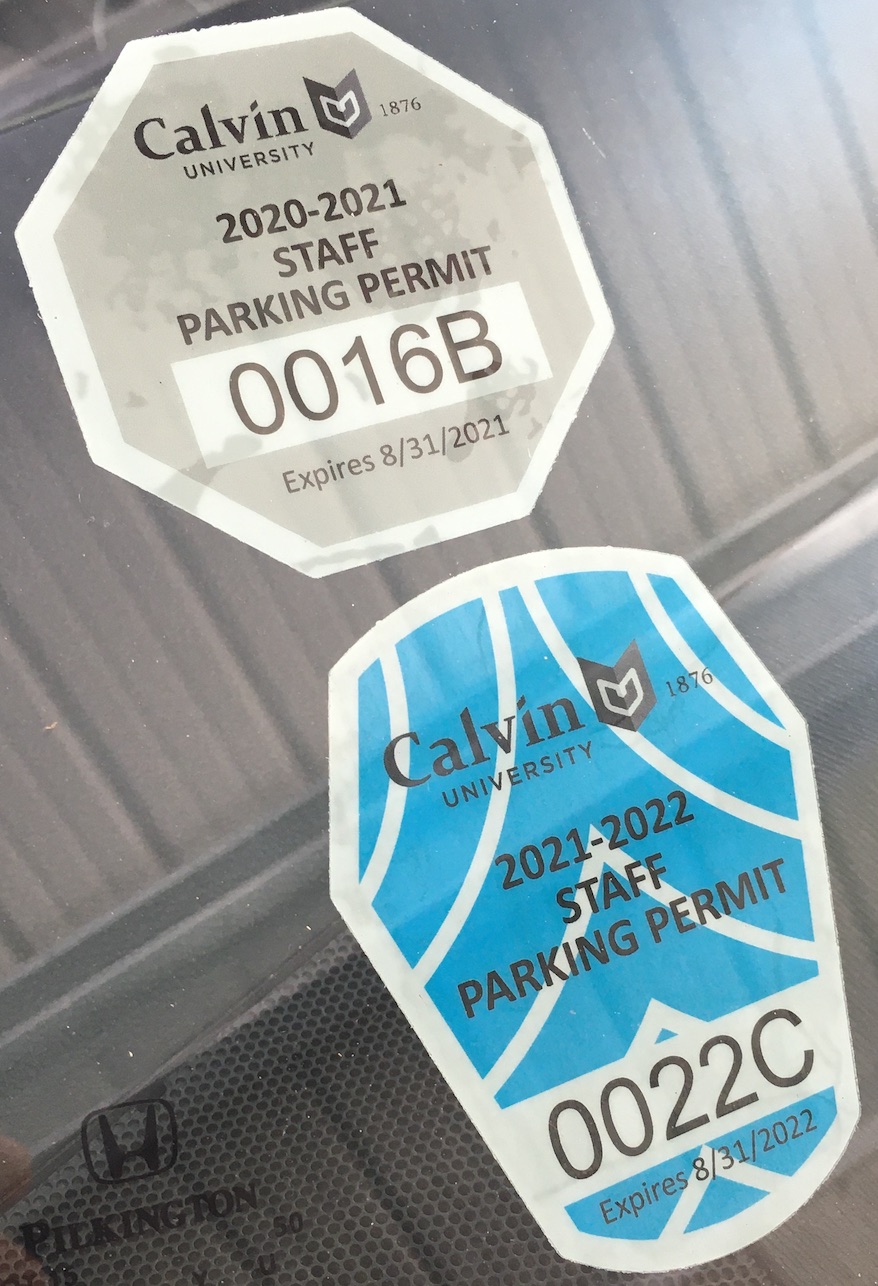 Calvin 1876
UNIVERSITY
2020-2021
STAFF
PARKING PERMIT
0016B
Expires 8/31/2021
Calvin 1876
UNIVERSITY
2021-2022
STAFF
PARKING PERMIT
0022C
Expires 8/31/2022
PILKINGTON
50
U